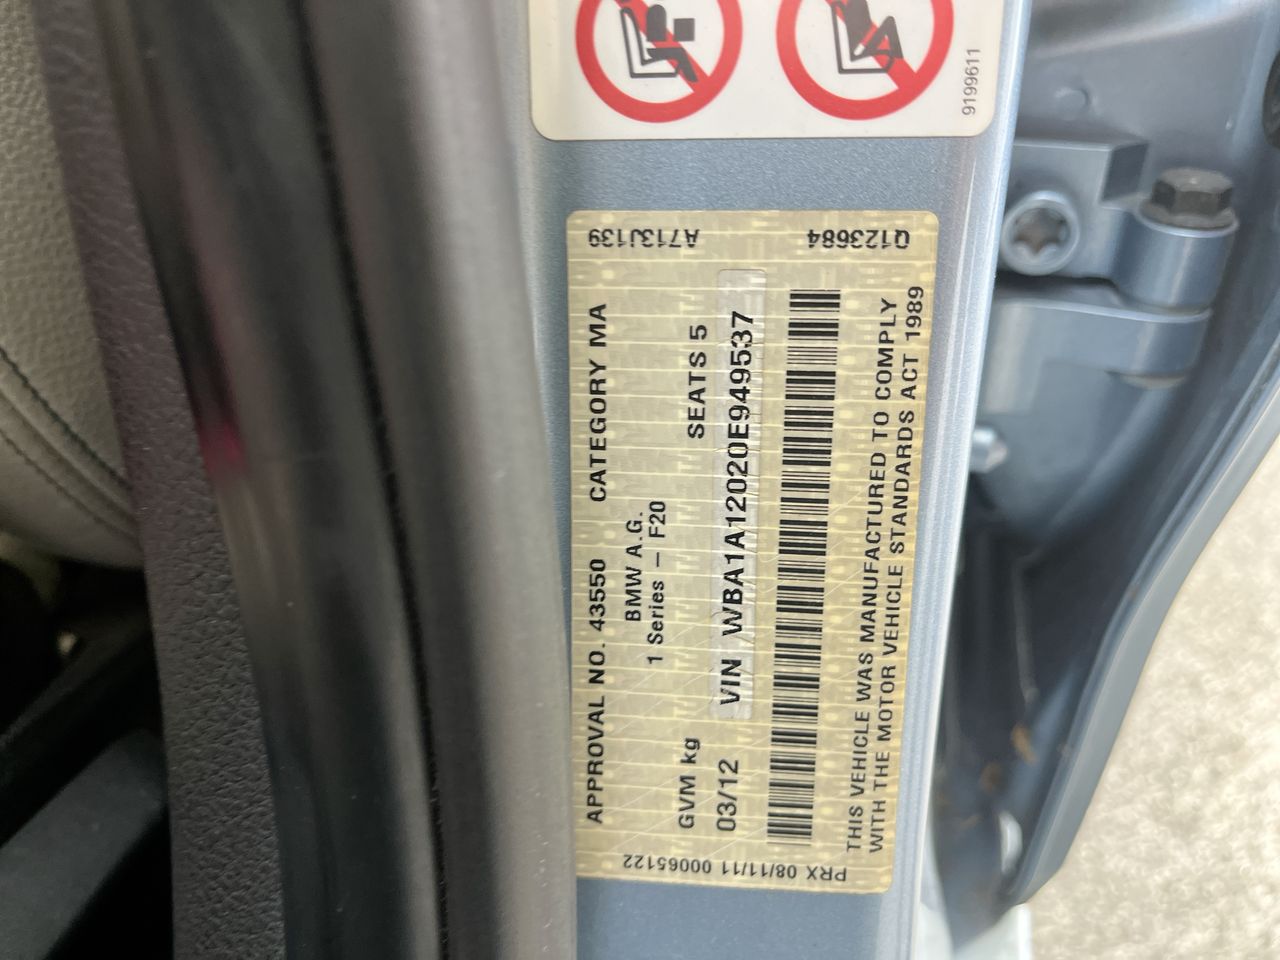 9199611
A713J139
Q123684
APPROVAL NO. 43550 CATEGORY MA
BMW A.G.
1 Series – F20
GVM kg SEATS 5
03/12 VIN WBA1A12020E949537
THIS VEHICLE WAS MANUFACTURED TO COMPLY
WITH THE MOTOR VEHICLE STANDARDS ACT 1989
PRX 08/11/11 00065122